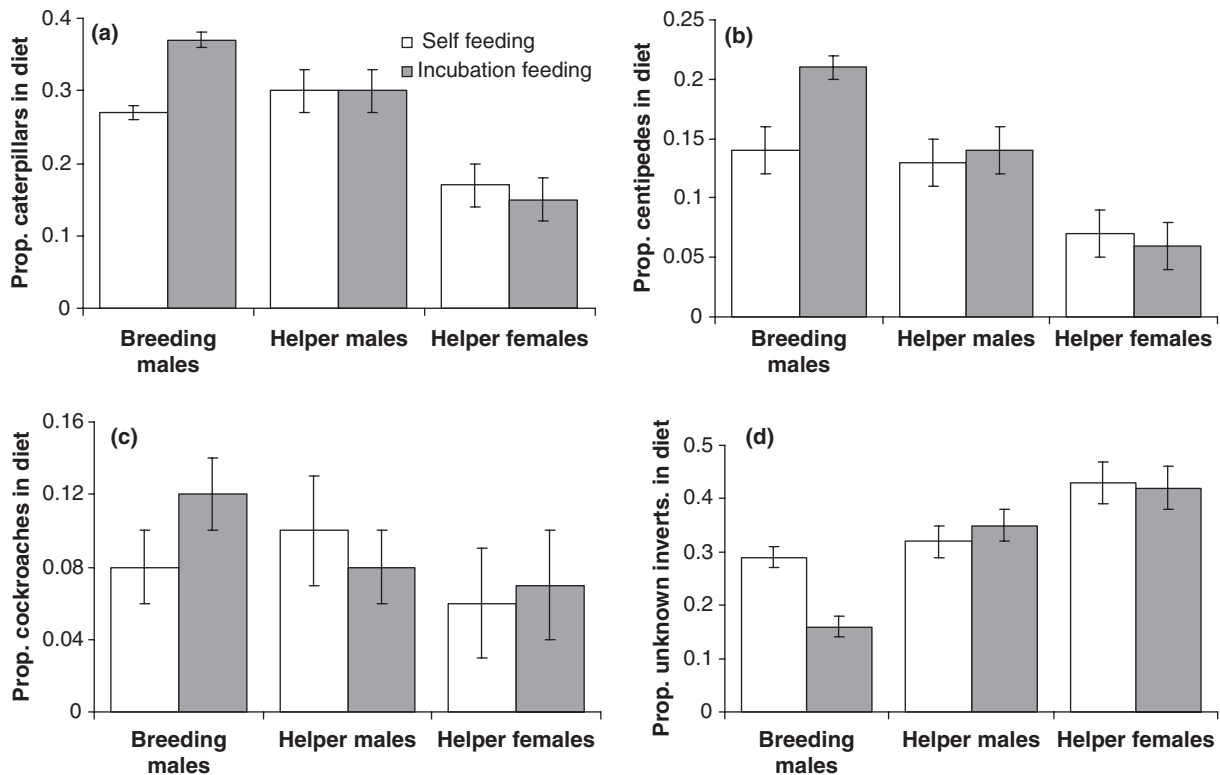 (a)
Prop. caterpillars in diet
0.4
0.3
0.2
0.1
0
Self feeding
Incubation feeding
Breeding
males
Helper males
Helper females
(b)
Prop. centipedes in diet
0.25
0.2
0.15
0.1
0.05
0
Breeding
males
Helper males
Helper females
(c)
Prop. cockroaches in diet
0.16
0.12
0.08
0.04
0
Breeding
males
Helper males
Helper females
(d)
Prop. unknown inverts. in diet
0.5
0.4
0.3
0.2
0.1
0
Breeding
males
Helper males
Helper females